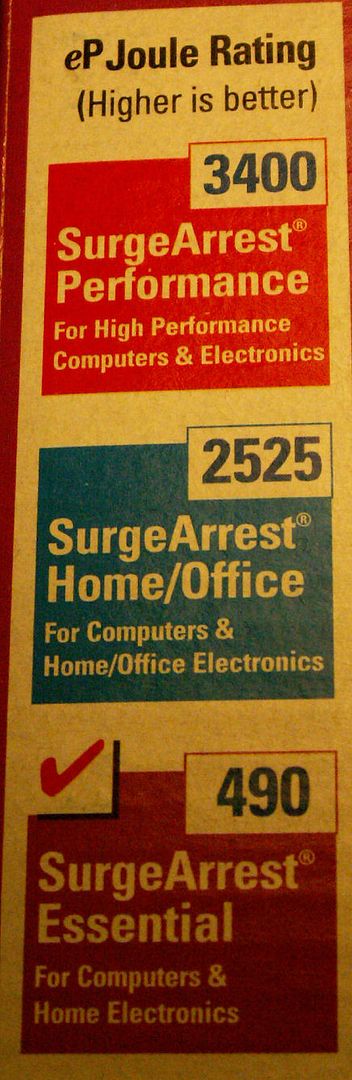 ePJoule Rating
(Higher is better)
3400
SurgeArrest®
Performance
For High Performance
Computers & Electronics
2525
SurgeArrest®
Home/Office
For Computers &
Home/Office Electronics
490
SurgeArrest®
Essential
For Computers &
Home Electronics